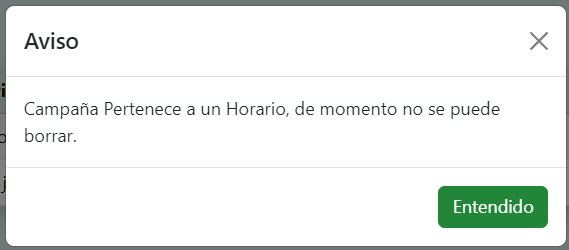 Aviso
Campaña Pertenece a un Horario, de momento no se puede
borrar.
Entendido